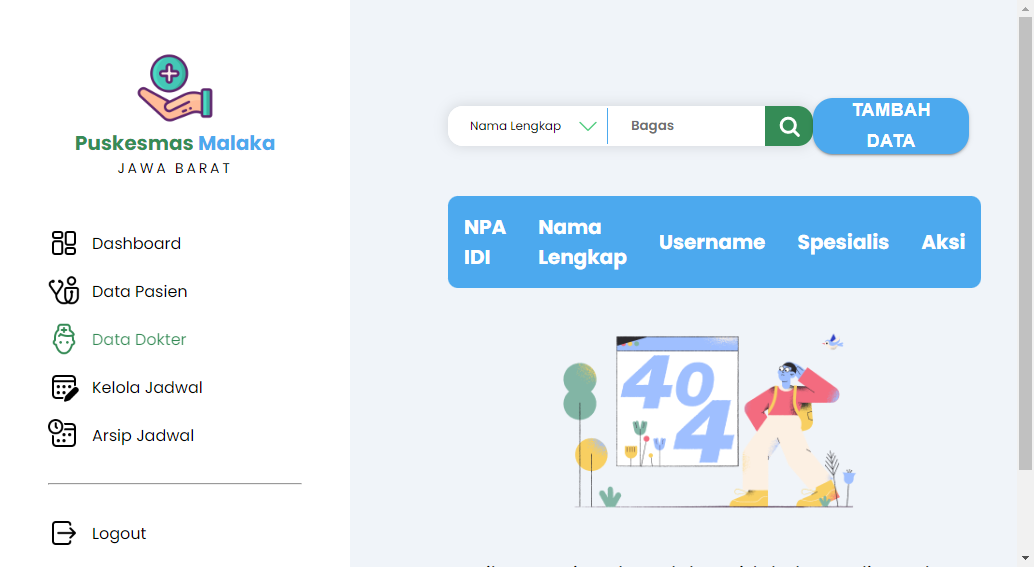 Puskesmas Malaka
JAWA BARAT
Dashboard
Data Pasien
Data Dokter
Kelola Jadwal
Arsip Jadwal
Logout
Nama Lengkap
Bagas
TAMBAH
DATA
NPA
IDI
Nama
Lengkap
Username
Spesialis
Aksi
404